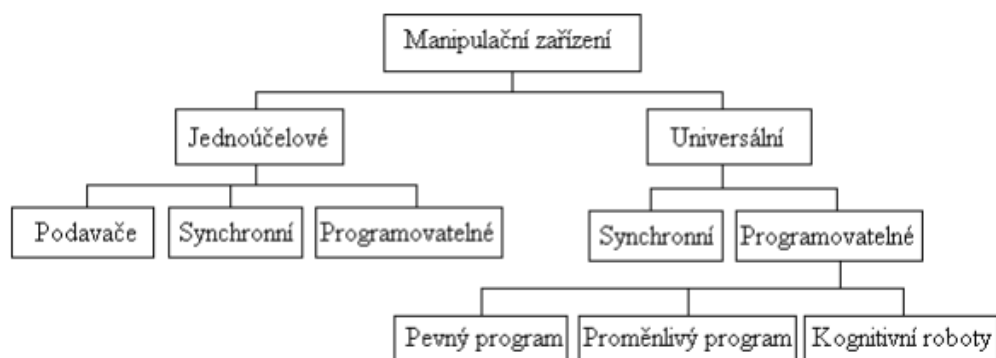 Manipulační zařízení
Jednoúčelové
Universální
Podavače
Synchronní
Programovatelné
Synchronní
Programovatelné
Pevný program
Proměnlivý program
Kognitivní roboty